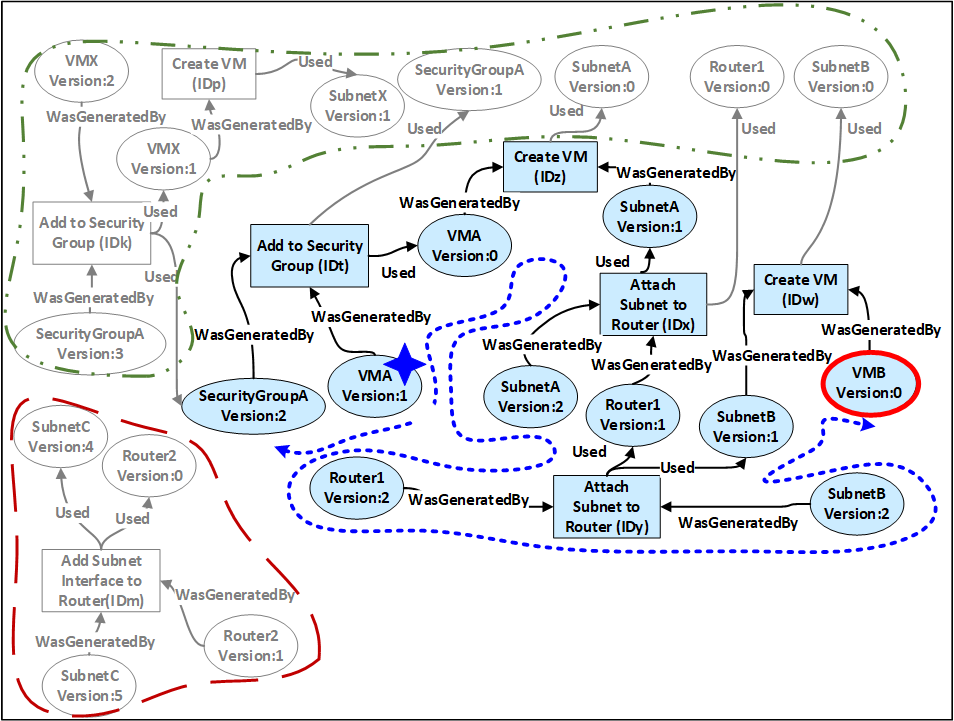 VMX
Version:2
Create VM
(IDp)
Used
SubnetX
Version:1
SecurityGroupA
Version:1
SubnetA
Version:0
Router1
Version:0
SubnetB
Version:0
WasGeneratedBy
WasGeneratedBy
Used
Used
Used
Used
VMX
Version:1
Create VM
(IDz)
WasGeneratedBy
WasGeneratedBy
Used
Add to Security
Group (IDk)
Used
Add to Security
Group (IDt)
Used
VMA
Version:0
SubnetA
Version:1
Used
Attach
Subnet to
Router (IDx)
Create VM
(IDw)
WasGeneratedBy
SecurityGroupA
Version:3
WasGeneratedBy
WasGeneratedBy
WasGeneratedBy
WasGeneratedBy
WasGeneratedBy
SecurityGroupA
Version:2
VMA
Version:1
SubnetA
Version:2
Router1
Version:1
SubnetB
Version:1
VMB
Version:0
SubnetC
Version:4
Router2
Version:0
Used
Used
Router1
Version:2
WasGeneratedBy
Attach
Subnet to
Router (IDy)
WasGeneratedBy
SubnetB
Version:2
Used
Used
Add Subnet
Interface to
Router(IDm)
WasGeneratedBy
WasGeneratedBy
Router2
Version:1
SubnetC
Version:5